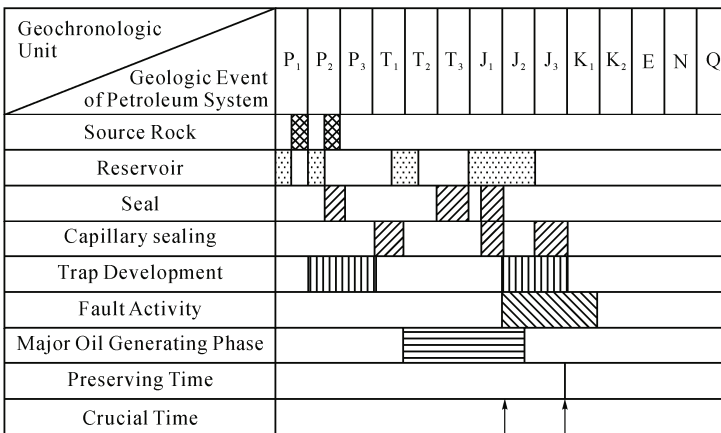 Geochronologic
Unit
Geologic Event
of Petroleum System
P₁ P₂ P₃ T₁ T₂ T₃ J₁ J₂ J₃ K₁ K₂ E N Q
Source Rock
Reservoir
Seal
Capillary sealing
Trap Development
Fault Activity
Major Oil Generating Phase
Preserving Time
Crucial Time